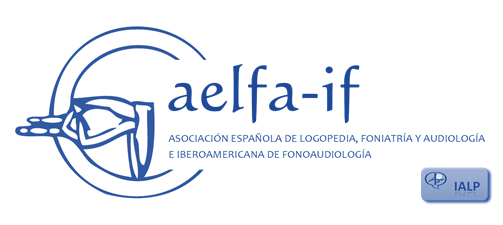 aelfa-if
ASOCIACIÓN ESPAÑOLA DE LOGOPEDIA, FONIATRÍA Y AUDIOLOGÍA
E IBEROAMERICANA DE FONOAUDIOLOGÍA
IALP